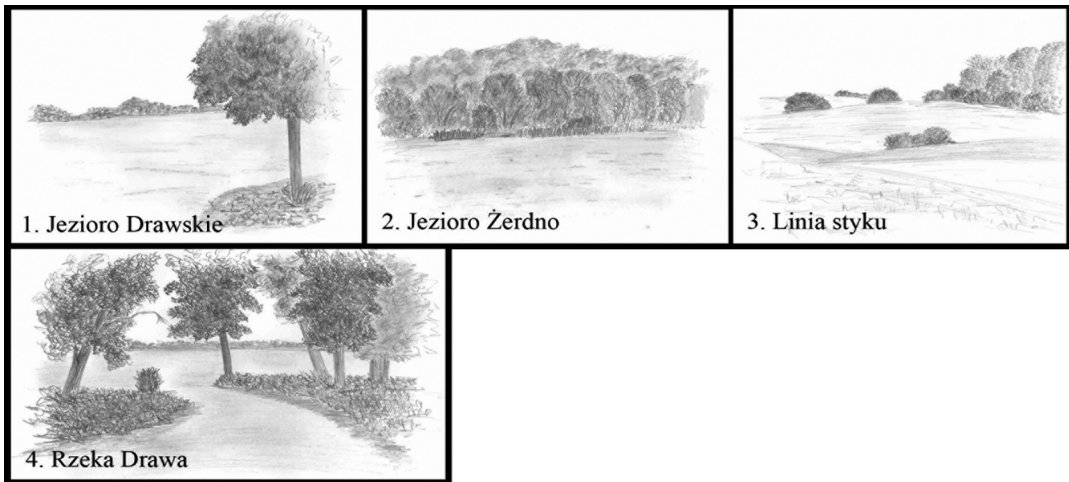 1. Jezioro Drawskie
2. Jezioro Żerdno
3. Linia styku
4. Rzeka Drawa